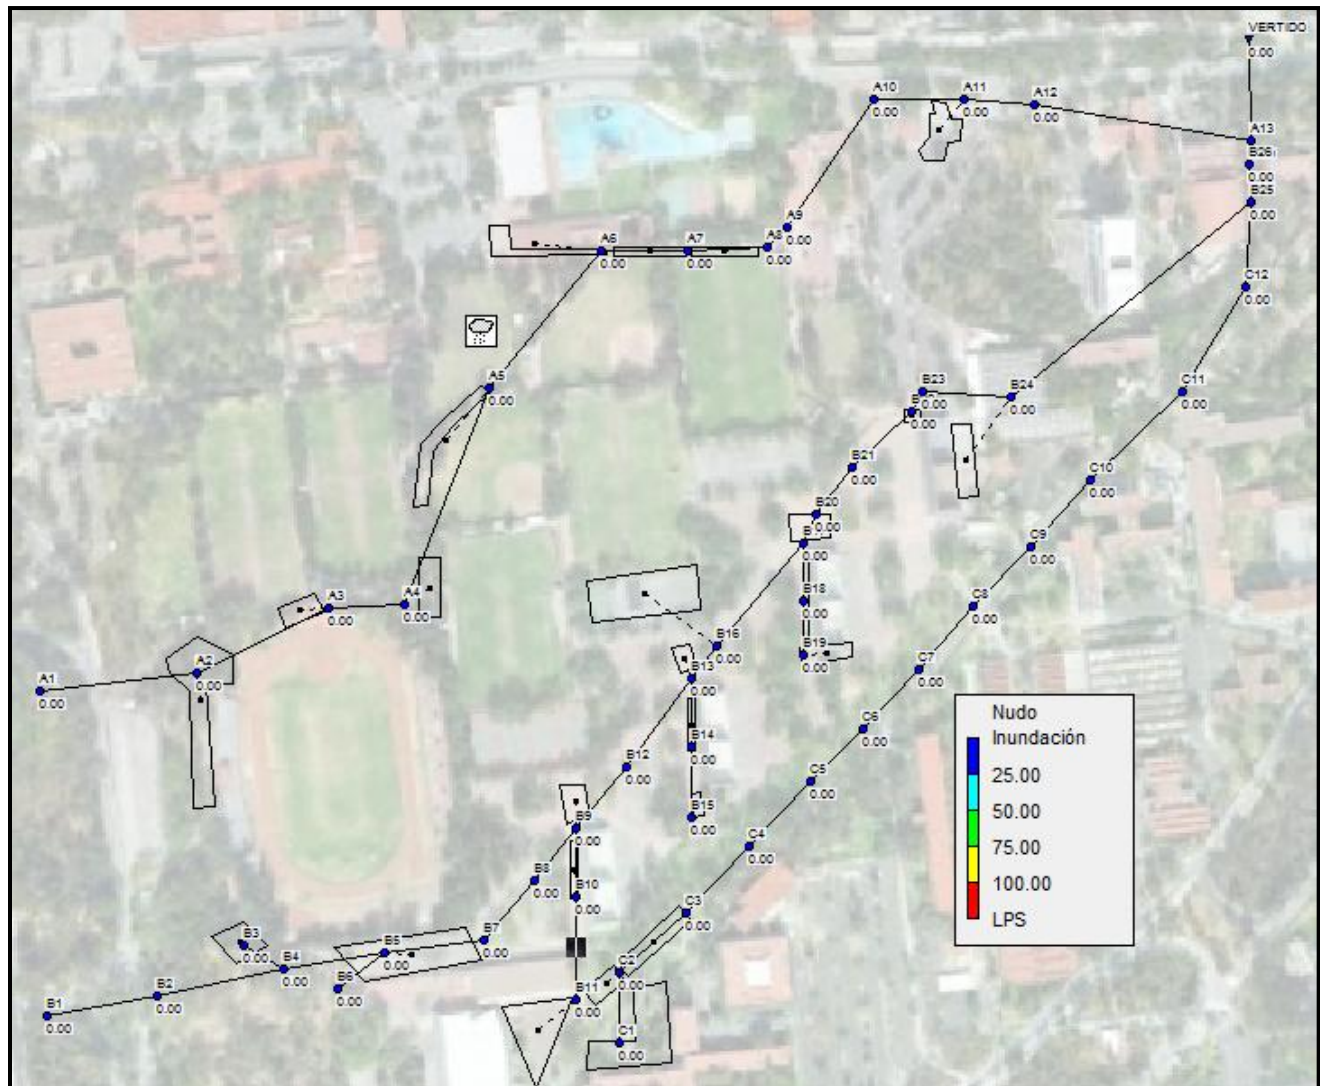 VERTIDO
0.00
A10
0.00
A11
0.00
A12
0.00
A13
B26
0.00
B25
0.00
A9
0.00
A6
0.00
A7
0.00
A8
0.00
C12
0.00
A5
0.00
B23
0.00
B24
0.00
C11
0.00
0.00
B21
0.00
C10
0.00
B20
0.00
0.00
C9
0.00
A3
0.00
A4
0.00
B18
0.00
C8
0.00
B16
0.00
B19
0.00
A1
0.00
A2
0.00
B13
0.00
C7
0.00
B14
0.00
C6
0.00
B12
0.00
C5
0.00
B15
0.00
B9
0.00
C4
0.00
B8
0.00
B10
0.00
C3
0.00
B3
0.00
B4
0.00
B5
0.00
B7
0.00
B6
0.00
C2
0.00
B1
0.00
B2
0.00
B11
0.00
C1
0.00
Nudo
Inundación
25.00
50.00
75.00
100.00
LPS